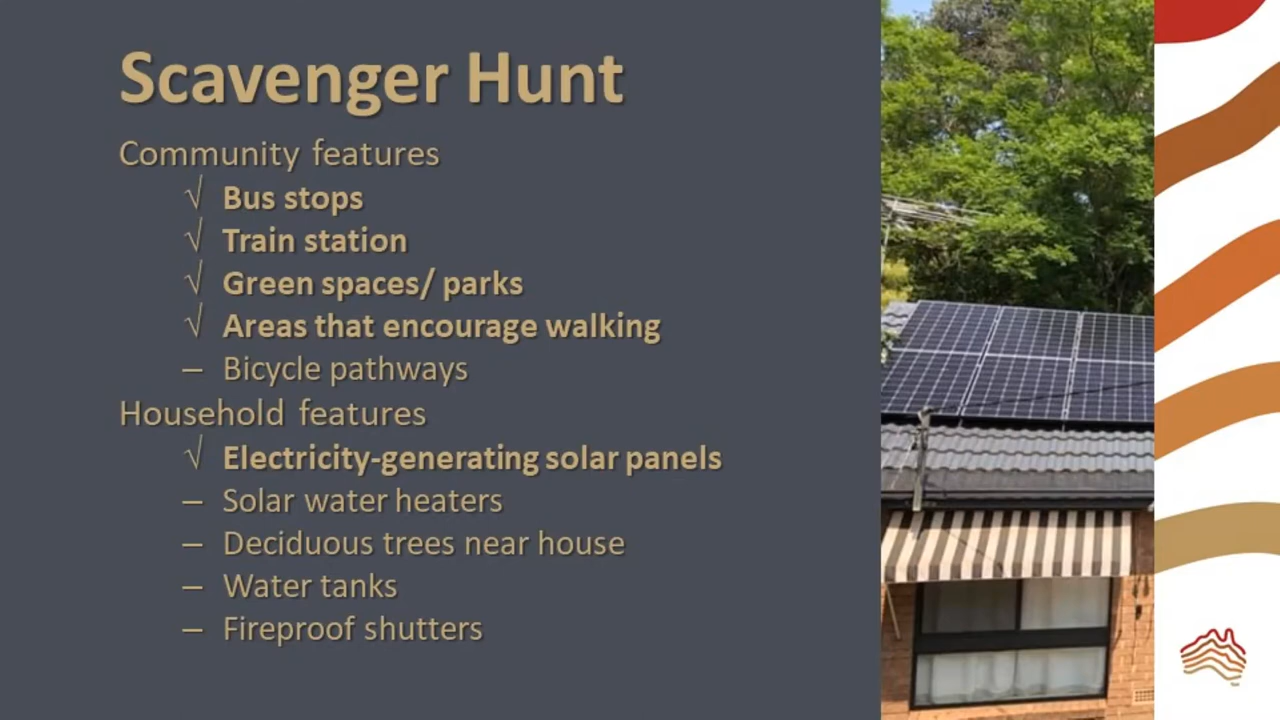 Scavenger Hunt
Community features
√ Bus stops
√ Train station
√ Green spaces/ parks
√ Areas that encourage walking
– Bicycle pathways
Household features
√ Electricity-generating solar panels
– Solar water heaters
– Deciduous trees near house
– Water tanks
– Fireproof shutters